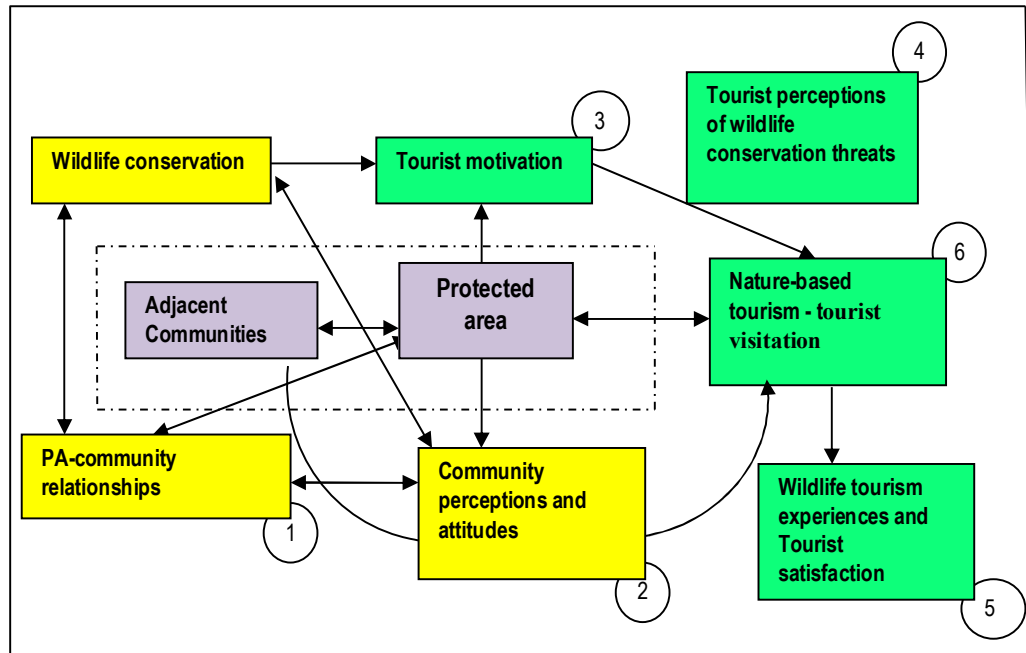 4
Tourist perceptions
of wildlife
conservation threats
3
Wildlife conservation
Tourist motivation
6
Nature-based
tourism - tourist
visitation
Protected
area
Adjacent
Communities
PA-community
relationships
1
Community
perceptions and
attitudes
2
Wildlife tourism
experiences and
Tourist
satisfaction
5